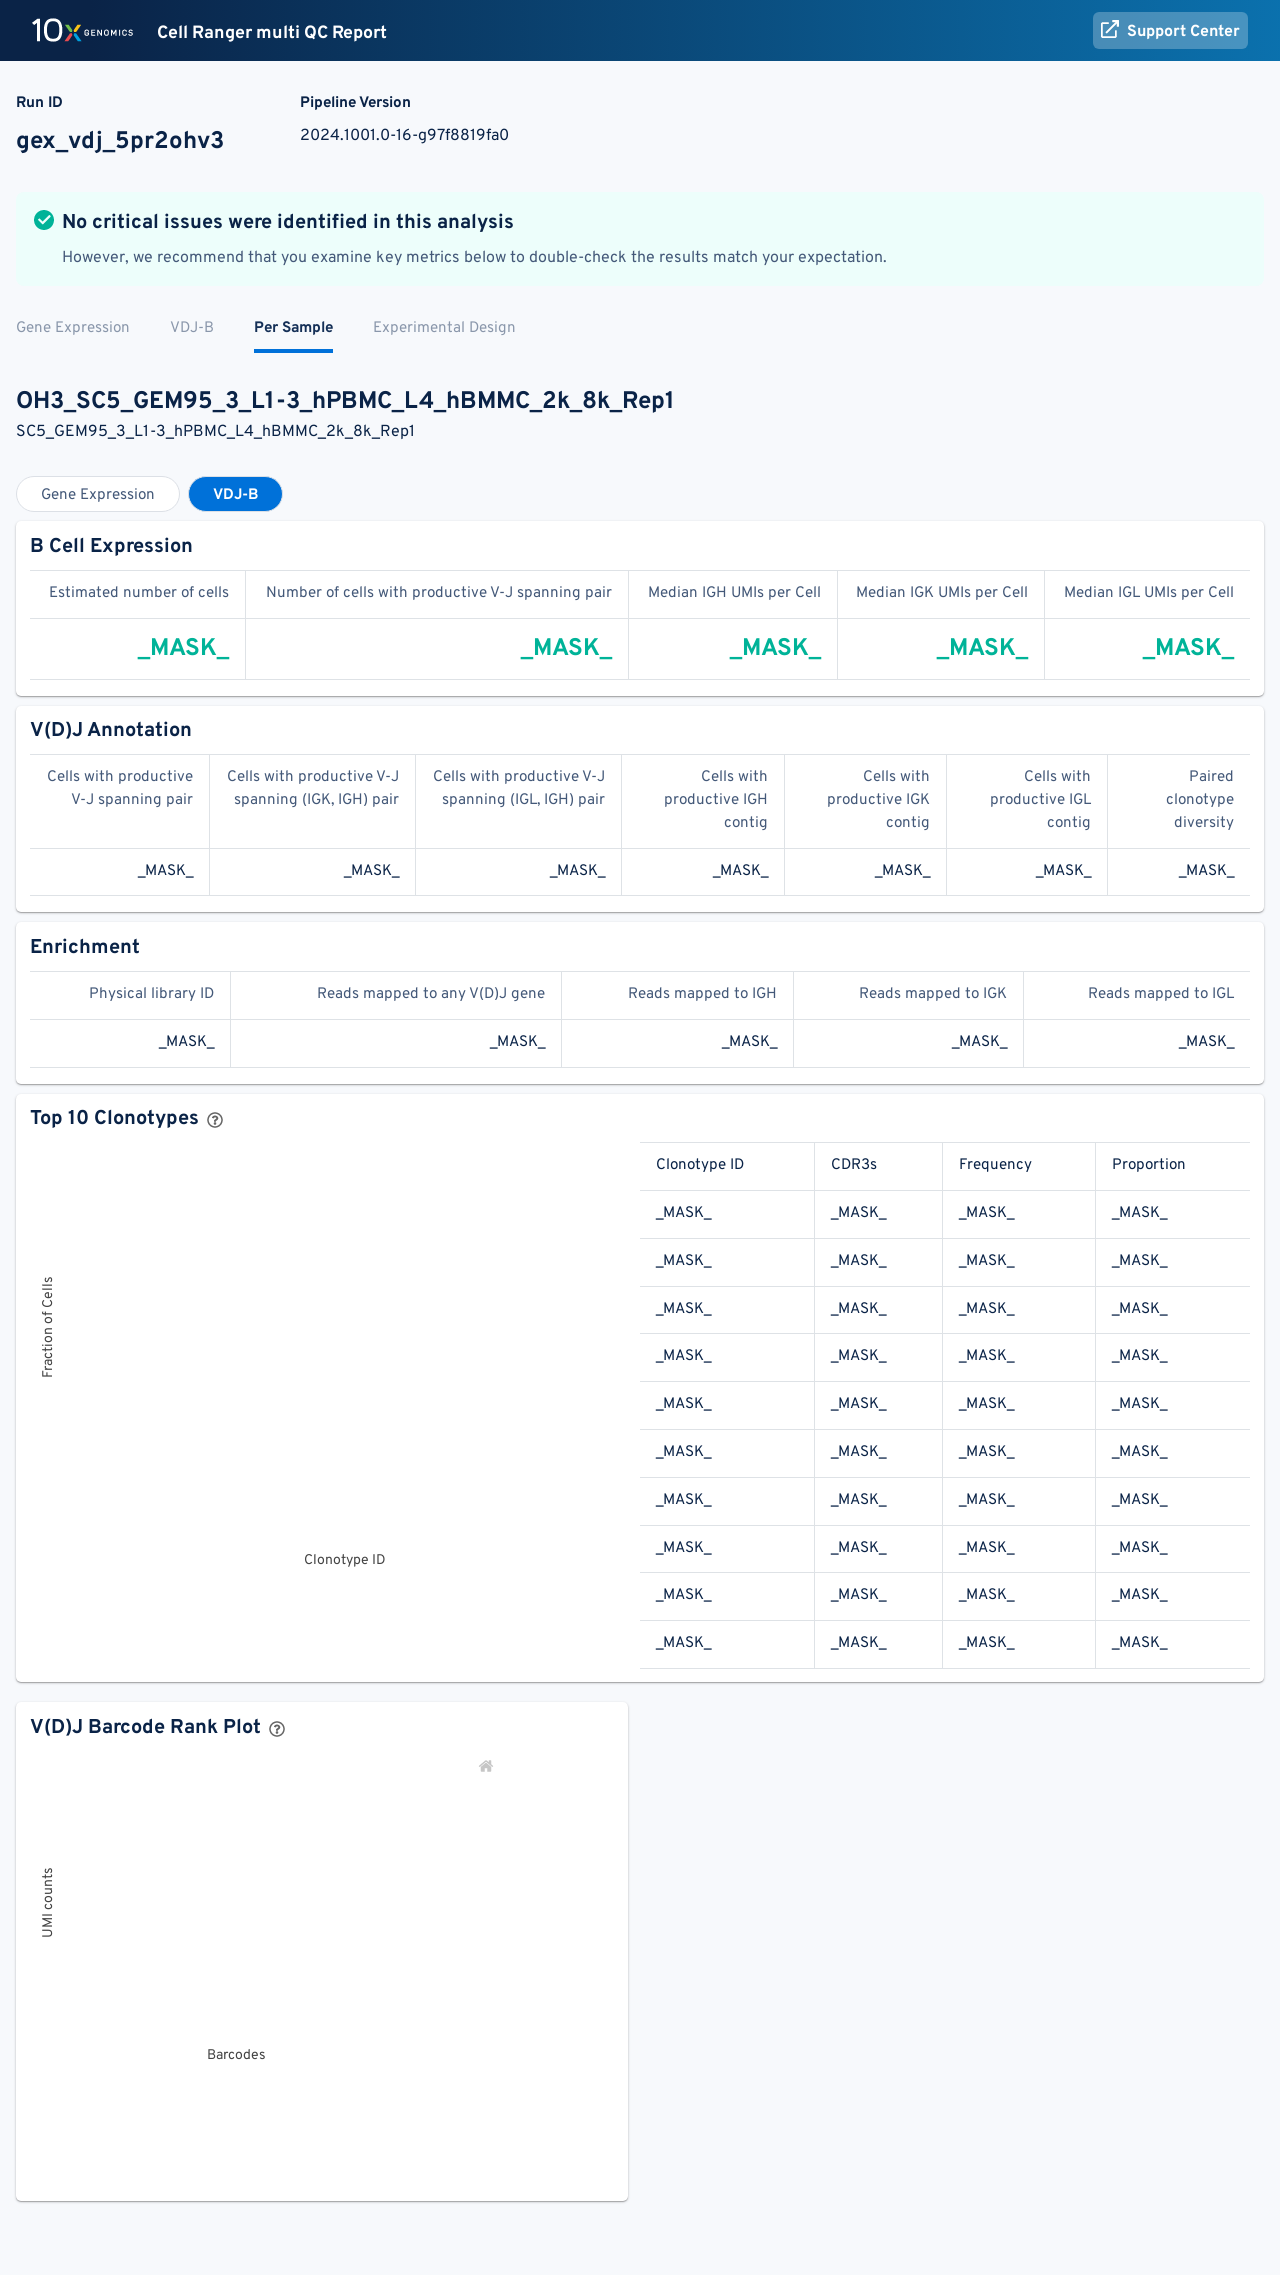 10x GENOMICS Cell Ranger multi QC Report Support Center
Run ID Pipeline Version
gex_vdj_5pr2ohv3 2024.1001.0-16-g97f8819fa0
No critical issues were identified in this analysis
However, we recommend that you examine key metrics below to double-check the results match your expectation.
Gene Expression VDJ-B Per Sample Experimental Design
OH3_SC5_GEM95_3_L1-3_hPBMC_L4_hBMMC_2k_8k_Rep1
SC5_GEM95_3_L1-3_hPBMC_L4_hBMMC_2k_8k_Rep1
Gene Expression VDJ-B
B Cell Expression
Estimated number of cells Number of cells with productive V-J spanning pair Median IGH UMIs per Cell Median IGK UMIs per Cell Median IGL UMIs per Cell
_MASK_ _MASK_ _MASK_ _MASK_ _MASK_
V(D)J Annotation
Cells with productive Cells with productive V-J Cells with productive V-J Cells with Cells with Cells with Paired
V-J spanning pair spanning (IGK, IGH) pair spanning (IGL, IGH) pair productive IGH productive IGK productive IGL clonotype
contig contig contig diversity
_MASK_ _MASK_ _MASK_ _MASK_ _MASK_ _MASK_ _MASK_
Enrichment
Physical library ID Reads mapped to any V(D)J gene Reads mapped to IGH Reads mapped to IGK Reads mapped to IGL
_MASK_ _MASK_ _MASK_ _MASK_ _MASK_
Top 10 Clonotypes ?
Fraction of Cells
Clonotype ID
Clonotype ID CDR3s Frequency Proportion
_MASK_ _MASK_ _MASK_ _MASK_
_MASK_ _MASK_ _MASK_ _MASK_
_MASK_ _MASK_ _MASK_ _MASK_
_MASK_ _MASK_ _MASK_ _MASK_
_MASK_ _MASK_ _MASK_ _MASK_
_MASK_ _MASK_ _MASK_ _MASK_
_MASK_ _MASK_ _MASK_ _MASK_
_MASK_ _MASK_ _MASK_ _MASK_
_MASK_ _MASK_ _MASK_ _MASK_
_MASK_ _MASK_ _MASK_ _MASK_
V(D)J Barcode Rank Plot ?
UMI counts
Barcodes